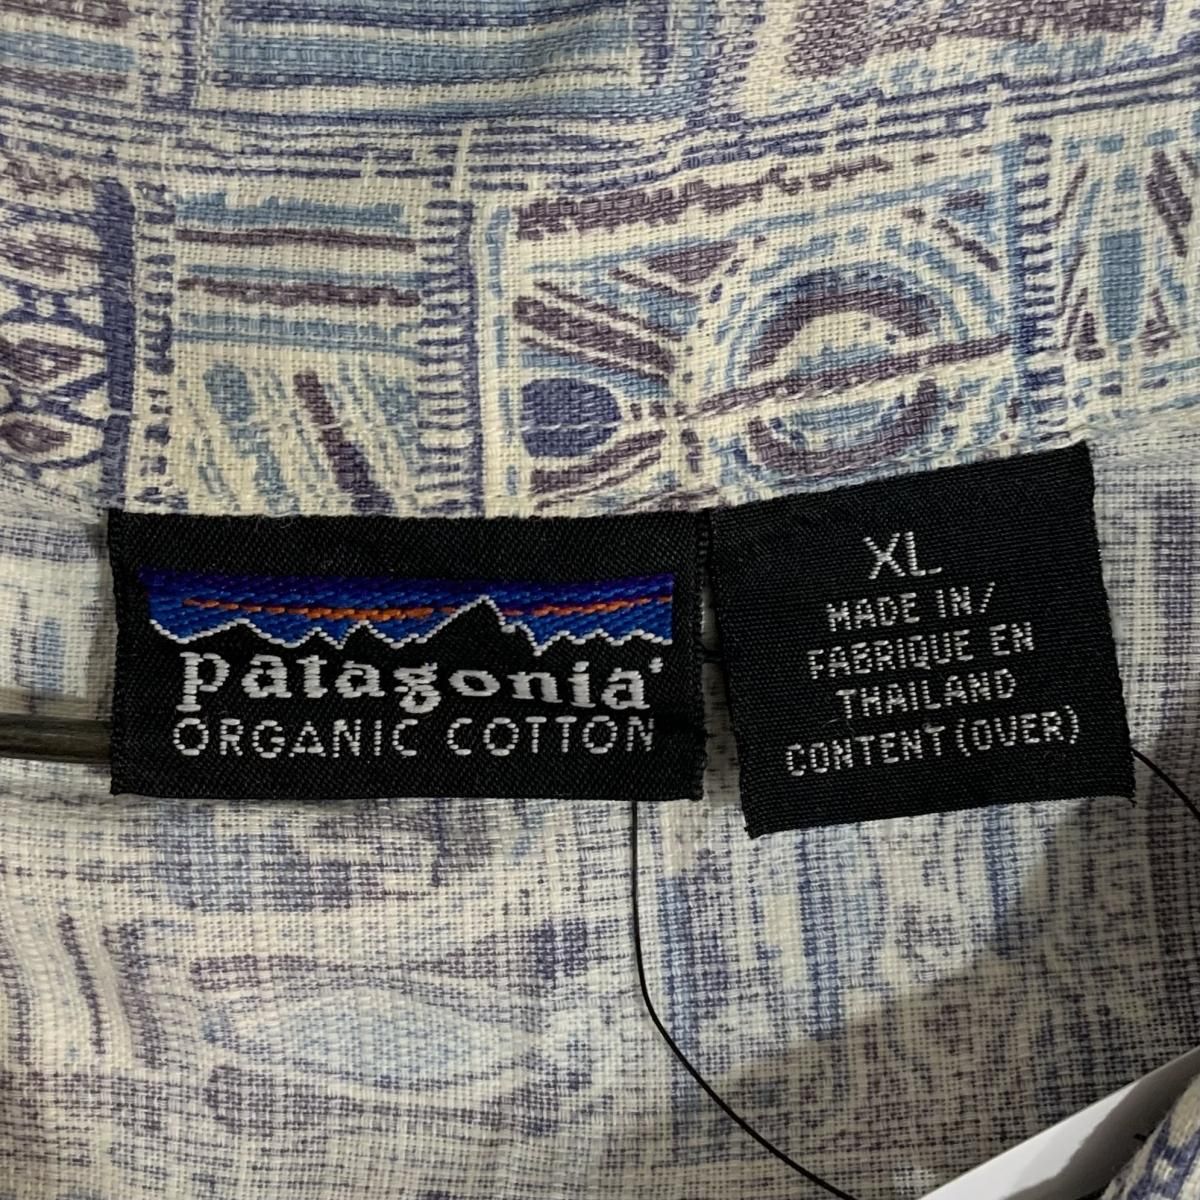 patagonia®
ORGANIC COTTON
XL
MADE IN/
FABRIQUE EN
THAILAND
CONTENT (OVER)